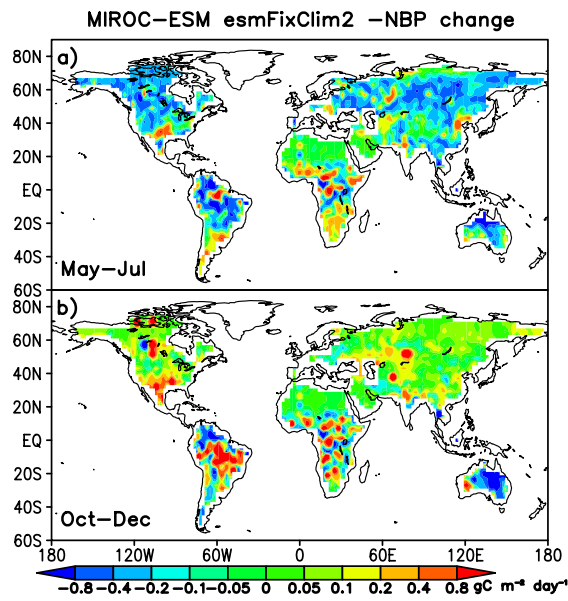 MIROC-ESM esmFixClim2 -NBP change
a)
80N
60N
40N
20N
EQ
20S
40S
60S
May-Jul
b)
80N
60N
40N
20N
EQ
20S
40S
60S
Oct-Dec
180 120W 60W 0 60E 120E 180
-0.8 -0.4 -0.2 -0.1 -0.05 0 0.05 0.1 0.2 0.4 0.8 gC m⁻² day⁻¹